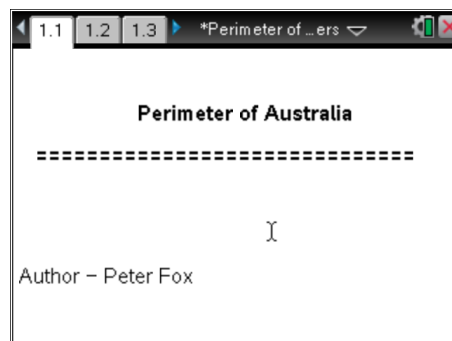 1.1 1.2 1.3 *Perimeter of ...ers
Perimeter of Australia
==============================
Author – Peter Fox